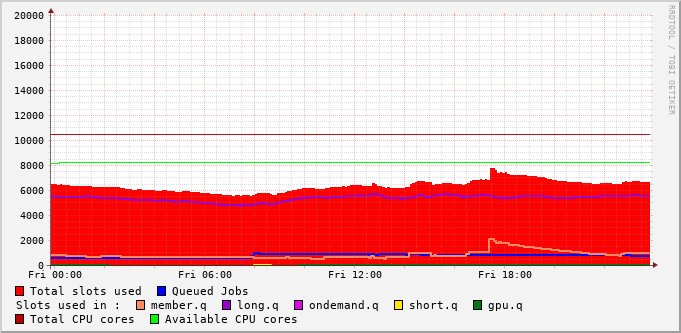 20000
18000
16000
14000
12000
10000
8000
6000
4000
2000
0
Fri 00:00 Fri 06:00 Fri 12:00 Fri 18:00
RRDTOOL / TOBI OETIKER
Total slots used Queued Jobs
Slots used in : member.q long.q ondemand.q short.q gpu.q
Total CPU cores Available CPU cores